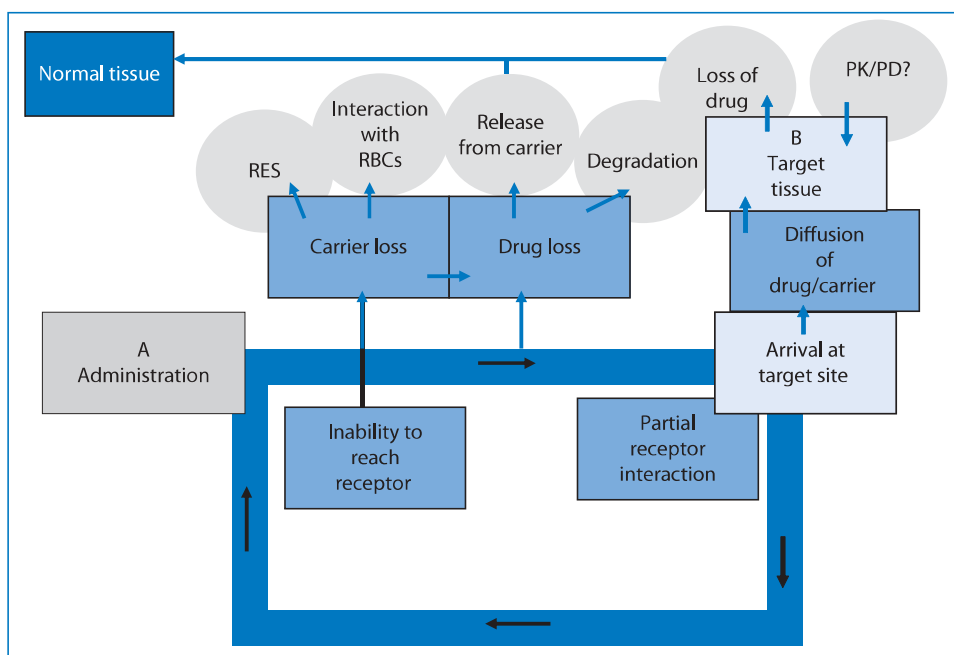 Normal tissue
RES
Interaction
with
RBCs
Release
from carrier
Degradation
Loss of
drug
PK/PD?
B
Target
tissue
Carrier loss
Drug loss
Diffusion
of
drug/carrier
A
Administration
Arrival at
target site
Inability to
reach
receptor
Partial
receptor
interaction